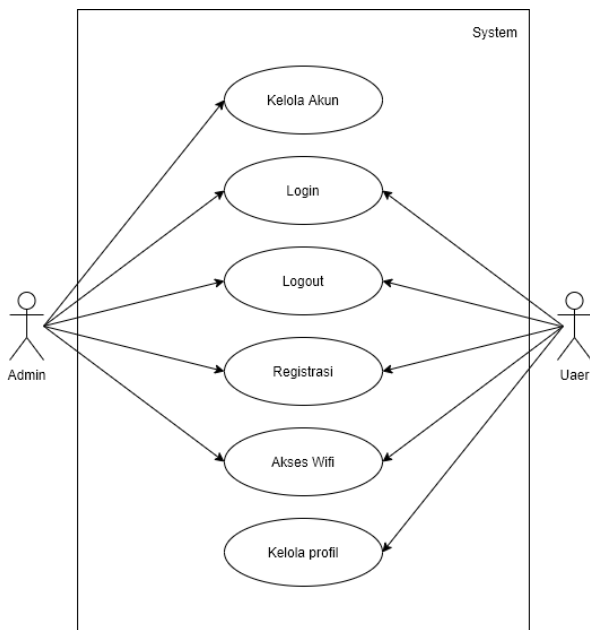 System
Kelola Akun
Login
Logout
Registrasi
Akses Wifi
Kelola profil
Admin
Uaer